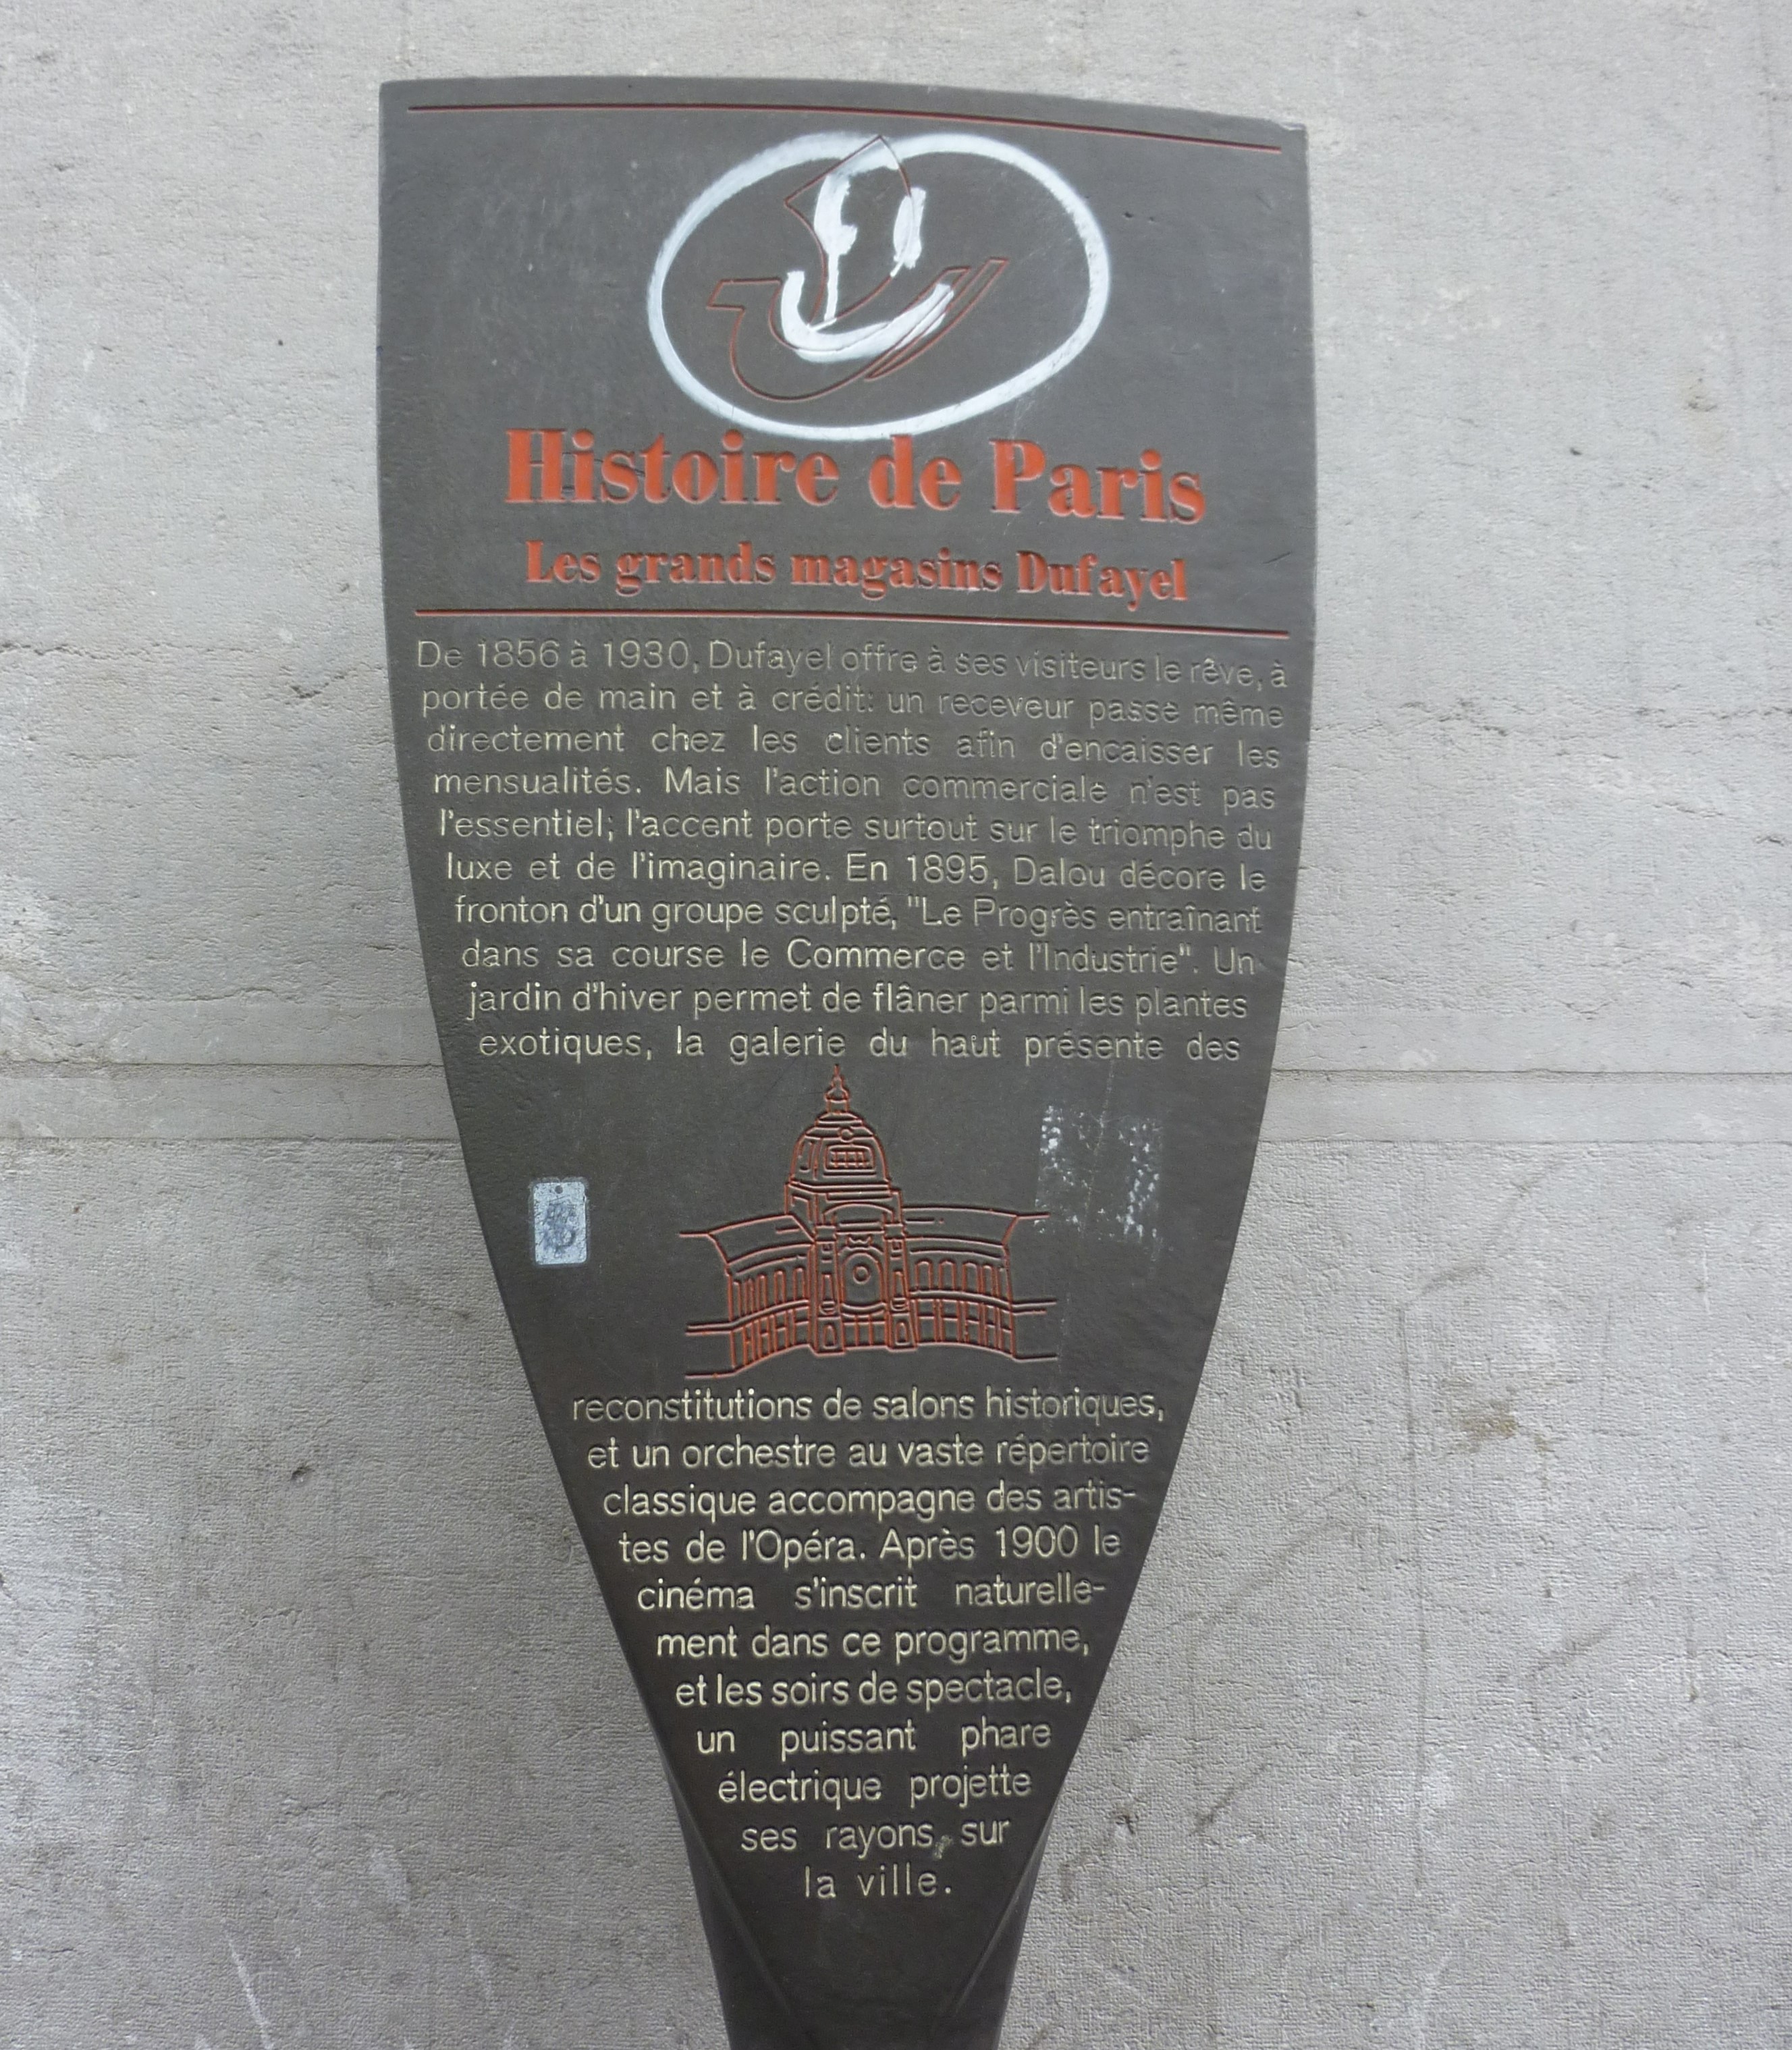 Histoire de Paris
Les grands magasins Dufayel
De 1856 à 1930, Dufayel offre à ses visiteurs le rêve, à
portée de main et à crédit: un receveur passe même
directement chez les clients afin d'encaisser les
mensualités. Mais l'action commerciale n'est pas
l'essentiel; l'accent porte surtout sur le triomphe du
luxe et de l'imaginaire. En 1895, Dalou décore le
fronton d'un groupe sculpté, "Le Progrès entraînant
dans sa course le Commerce et l'Industrie". Un
jardin d'hiver permet de flâner parmi les plantes
exotiques, la galerie du haut présente des
reconstitutions de salons historiques,
et un orchestre au vaste répertoire
classique accompagne des artis-
tes de l'Opéra. Après 1900 le
cinéma s'inscrit naturelle-
ment dans ce programme,
et les soirs de spectacle,
un puissant phare
électrique projette
ses rayons sur
la ville.